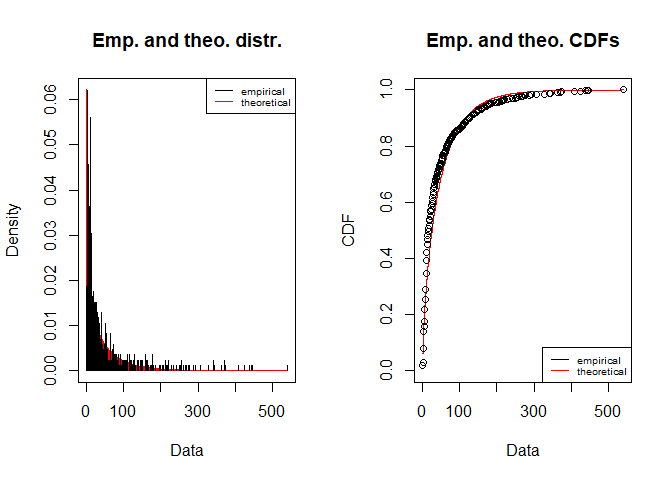 Emp. and theo. distr.
Density
0.00 0.01 0.02 0.03 0.04 0.05 0.06
empirical
theoretical
0 100 300 500
Data
Emp. and theo. CDFs
CDF
0.0 0.2 0.4 0.6 0.8 1.0
empirical
theoretical
0 100 300 500
Data